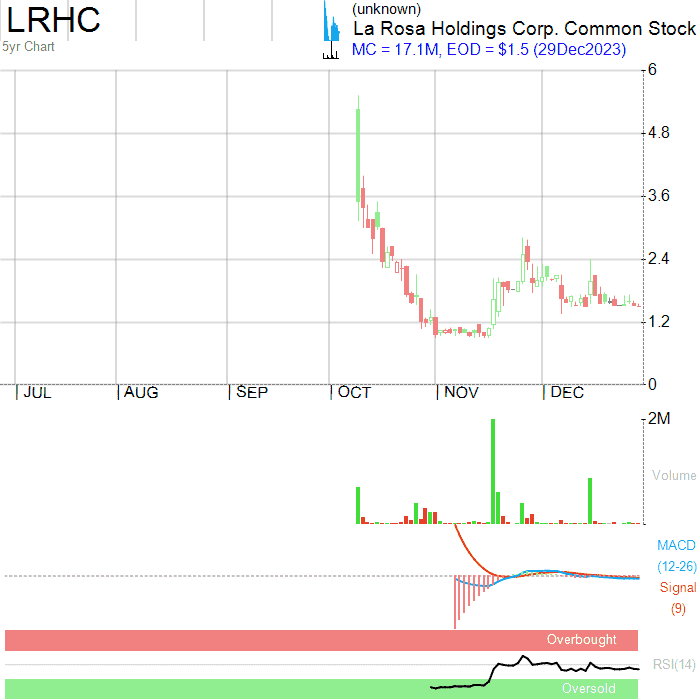 LRHC
5yr Chart
(unknown)
La Rosa Holdings Corp. Common Stock
MC = 17.1M, EOD = $1.5 (29Dec2023)
6
4.8
3.6
2.4
1.2
0
JUL AUG SEP OCT NOV DEC
2M
Volume
MACD
(12-26)
Signal
(9)
Overbought
RSI(14)
Oversold